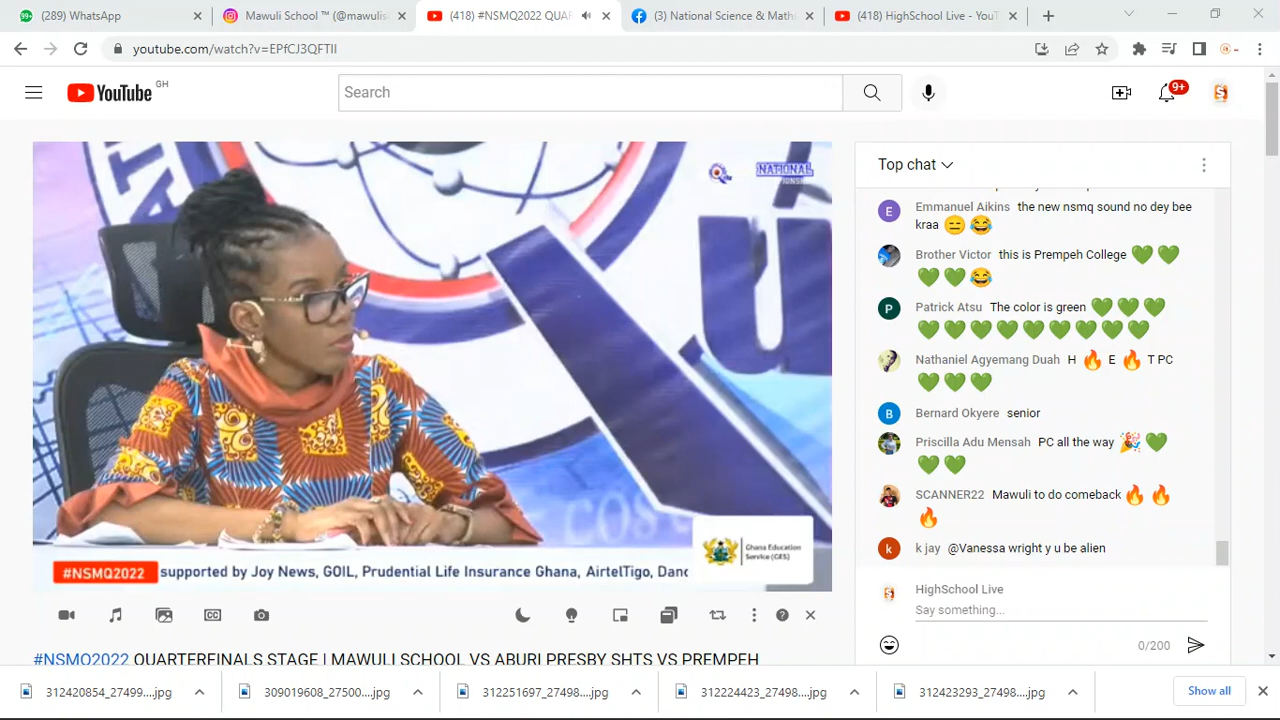 (289) WhatsApp
Mawuli School ™ (@mawulis
(418) #NSMQ2022 QUAR
(3) National Science & Math
(418) HighSchool Live - YouT
youtube.com/watch?v=EPfCJ3QFTlI
YouTube GH
Search
9+
NATIONAL
#NSMQ2022 supported by Joy News, GOIL, Prudential Life Insurance Ghana, AirtelTigo, Danc
Ghana Education
Service (GES)
#NSMQ2022 QUARTERFINALS STAGE | MAWULI SCHOOL VS ABURI PRESBY SHTS VS PREMPEH
Top chat
Emmanuel Aikins the new nsmq sound no dey bee
kraa 😑 😂
Brother Victor this is Prempeh College 💚 💚
💚 💚 😂
Patrick Atsu The color is green 💚 💚 💚
💚 💚 💚 💚 💚 💚 💚 💚 💚
Nathaniel Agyemang Duah H 🔥 E 🔥 T PC
💚 💚 💚
Bernard Okyere senior
Priscilla Adu Mensah PC all the way 🎉 💚
💚 💚
SCANNER22 Mawuli to do comeback 🔥 🔥
🔥
k jay @Vanessa wright y u be alien
HighSchool Live
Say something...
0/200
312420854_27499....jpg
309019608_27500....jpg
312251697_27498....jpg
312224423_27498....jpg
312423293_27498....jpg
Show all